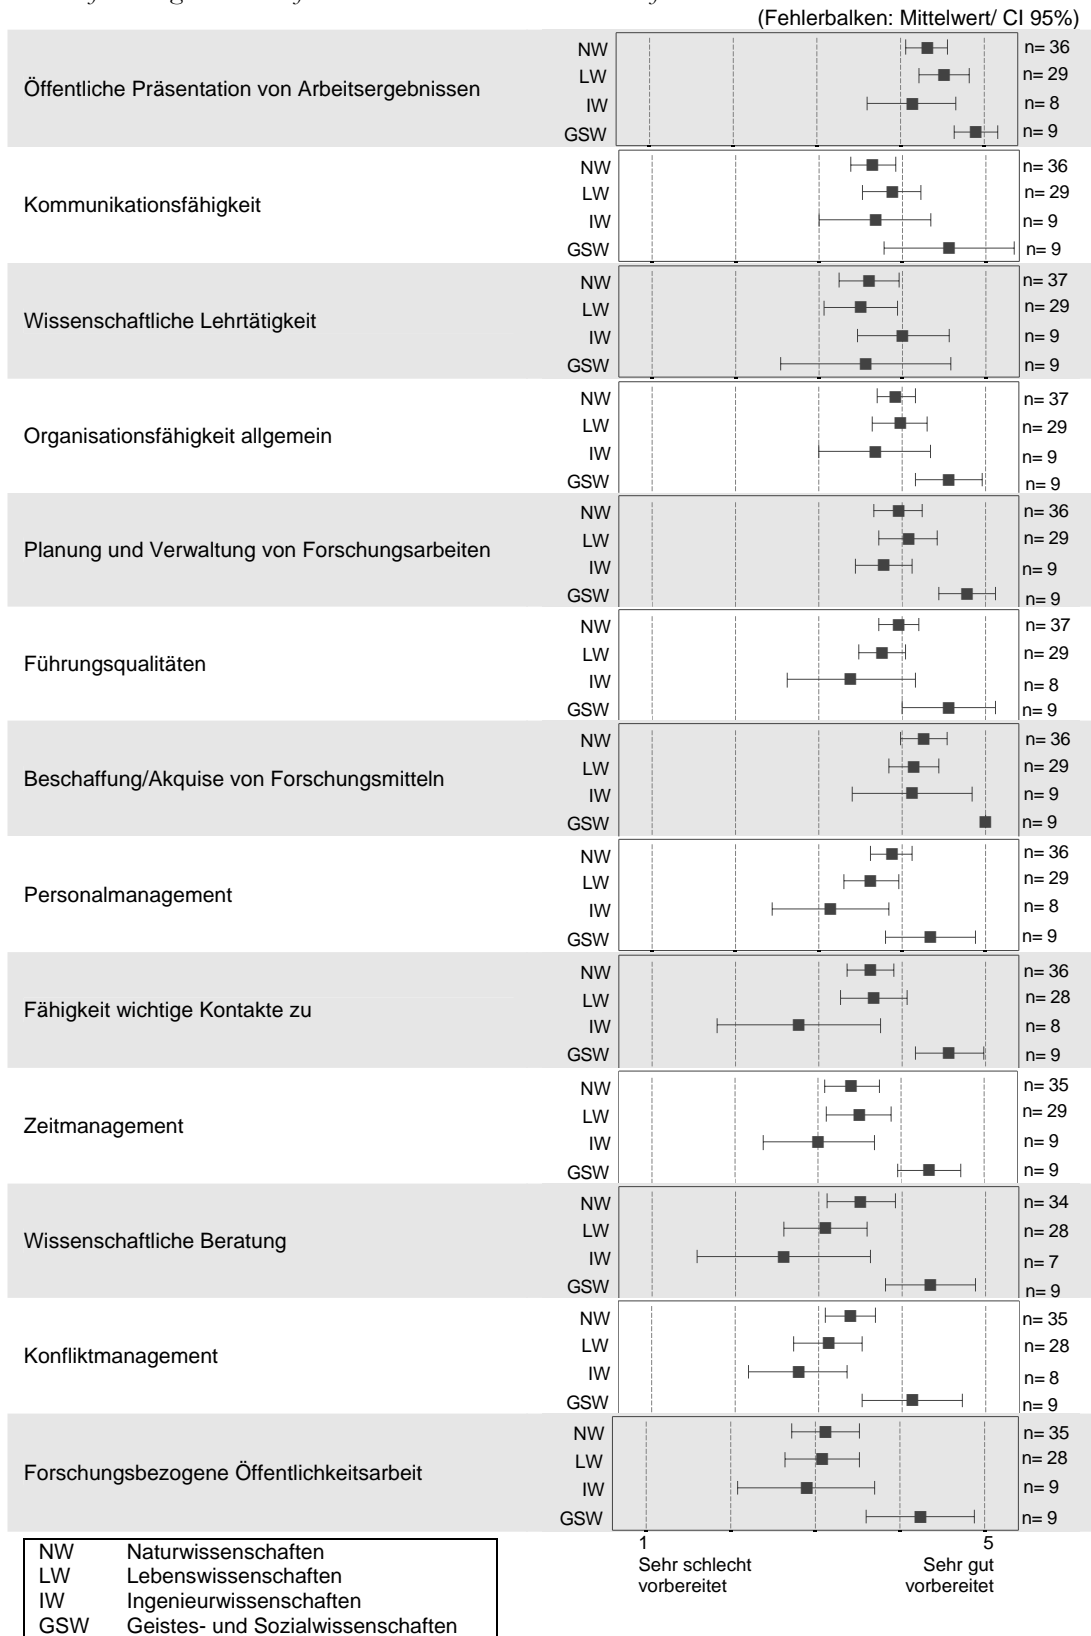 (Fehlerbalken: Mittelwert/ CI 95%)
Öffentliche Präsentation von Arbeitsergebnissen
NW n= 36
LW n= 29
IW n= 8
GSW n= 9
Kommunikationsfähigkeit
NW n= 36
LW n= 29
IW n= 9
GSW n= 9
Wissenschaftliche Lehrtätigkeit
NW n= 37
LW n= 29
IW n= 9
GSW n= 9
Organisationsfähigkeit allgemein
NW n= 37
LW n= 29
IW n= 9
GSW n= 9
Planung und Verwaltung von Forschungsarbeiten
NW n= 36
LW n= 29
IW n= 9
GSW n= 9
Führungsqualitäten
NW n= 37
LW n= 29
IW n= 8
GSW n= 9
Beschaffung/Akquise von Forschungsmitteln
NW n= 36
LW n= 29
IW n= 9
GSW n= 9
Personalmanagement
NW n= 36
LW n= 29
IW n= 8
GSW n= 9
Fähigkeit wichtige Kontakte zu
NW n= 36
LW n= 28
IW n= 8
GSW n= 9
Zeitmanagement
NW n= 35
LW n= 29
IW n= 9
GSW n= 9
Wissenschaftliche Beratung
NW n= 34
LW n= 28
IW n= 7
GSW n= 9
Konfliktmanagement
NW n= 35
LW n= 28
IW n= 8
GSW n= 9
Forschungsbezogene Öffentlichkeitsarbeit
NW n= 35
LW n= 28
IW n= 9
GSW n= 9
1 5
Sehr schlecht Sehr gut
vorbereitet vorbereitet
NW Naturwissenschaften
LW Lebenswissenschaften
IW Ingenieurwissenschaften
GSW Geistes- und Sozialwissenschaften